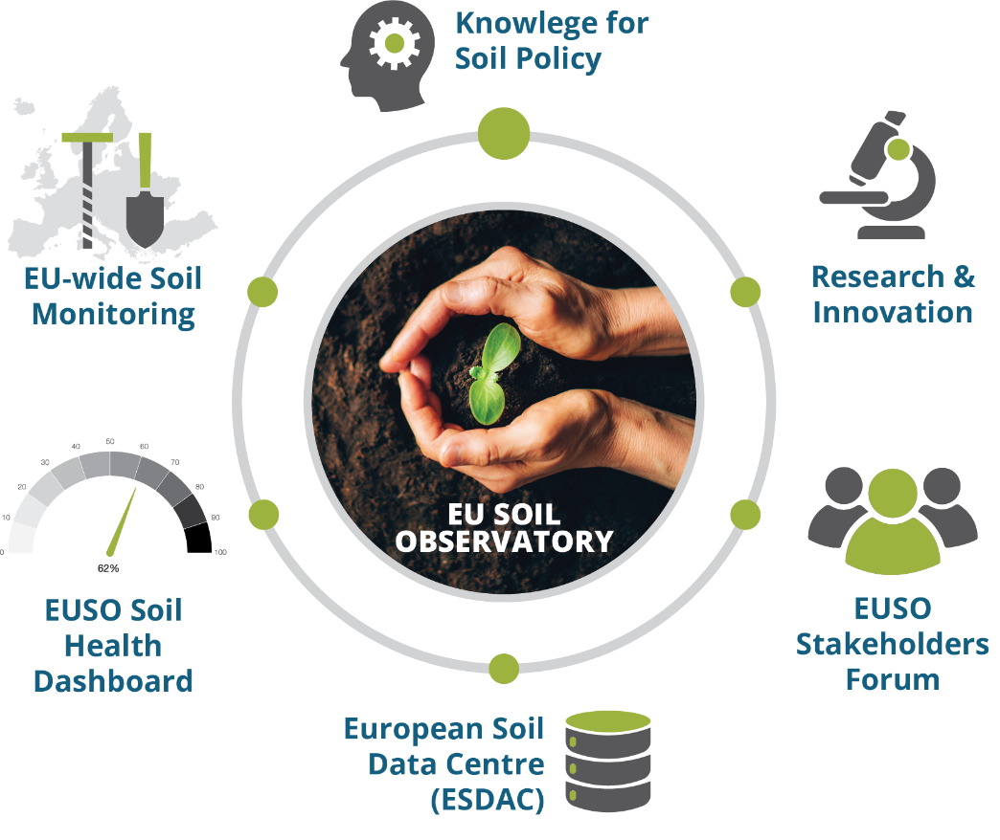 Knowlege for
Soil Policy
EU-wide Soil
Monitoring
Research &
Innovation
EU SOIL
OBSERVATORY
0
10
20
30
40
50
60
70
80
90
100
62%
EUSO Soil
Health
Dashboard
EUSO
Stakeholders
Forum
European Soil
Data Centre
(ESDAC)